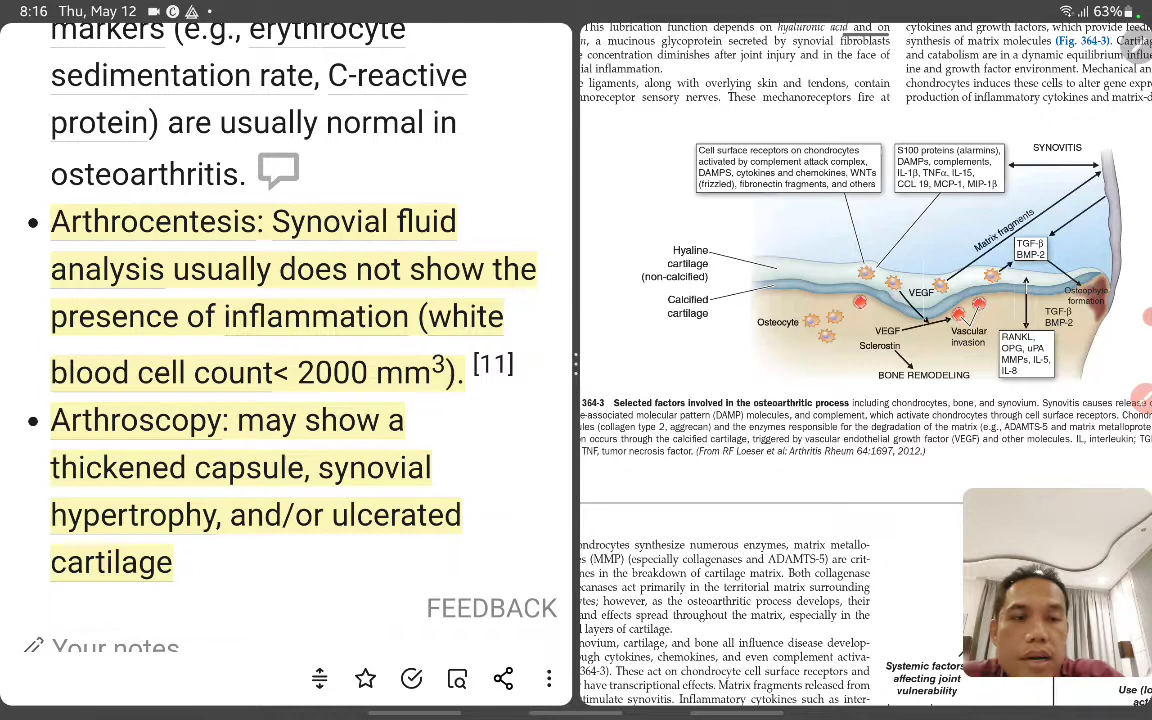 8:16 Thu, May 12
63%
markers (e.g., erythrocyte
sedimentation rate, C-reactive
protein) are usually normal in
osteoarthritis.
• Arthrocentesis: Synovial fluid
analysis usually does not show the
presence of inflammation (white
blood cell count< 2000 mm³). [11]
• Arthroscopy: may show a
thickened capsule, synovial
hypertrophy, and/or ulcerated
cartilage
FEEDBACK
Your notes
This lubrication function depends on hyaluronic acid and on
, a mucinous glycoprotein secreted by synovial fibroblasts
concentration diminishes after joint injury and in the face of
ial inflammation.
ligaments, along with overlying skin and tendons, contain
anoreceptor sensory nerves. These mechanoreceptors fire at
cytokines and growth factors, which provide
synthesis of matrix molecules (Fig. 364-3).
and catabolism are in a dynamic equilibrium
ine and growth factor environment. Mechanical
chondrocytes induces these cells to alter gene
production of inflammatory cytokines and
Cell surface receptors on chondrocytes
activated by complement attack complex,
DAMPS, cytokines and chemokines, WNTs
(frizzled), fibronectin fragments, and others
S100 proteins (alarmins),
DAMPs, complements,
IL-1β, TNFα, IL-15,
CCL 19, MCP-1, MIP-1β
SYNOVITIS
Matrix fragments
TGF-β
BMP-2
Hyaline
cartilage
(non-calcified)
Calcified
cartilage
VEGF
Osteophyte
formation
Osteocyte
VEGF
Sclerostin
Vascular
invasion
TGF-β
BMP-2
RANKL,
OPG, uPA
MMPs, IL-5,
IL-8
BONE REMODELING
364-3 Selected factors involved in the osteoarthritic process including chondrocytes, bone, and synovium. Synovitis causes release
e-associated molecular pattern (DAMP) molecules, and complement, which activate chondrocytes through cell surface receptors.
ules (collagen type 2, aggrecan) and the enzymes responsible for the degradation of the matrix (e.g., ADAMTS-5 and matrix
n occurs through the calcified cartilage, triggered by vascular endothelial growth factor (VEGF) and other molecules. IL, interleukin;
TNF, tumor necrosis factor. (From RF Loeser et al: Arthritis Rheum 64:1697, 2012.)
ondrocytes synthesize numerous enzymes, matrix metallo-
s (MMP) (especially collagenases and ADAMTS-5) are crit-
nes in the breakdown of cartilage matrix. Both collagenase
canases act primarily in the territorial matrix surrounding
ytes; however, as the osteoarthritic process develops, their
and effects spread throughout the matrix, especially in the
l layers of cartilage.
novium, cartilage, and bone all influence disease develop-
ugh cytokines, chemokines, and even complement activa-
364-3). These act on chondrocyte cell surface receptors and
have transcriptional effects. Matrix fragments released from
stimulate synovitis. Inflammatory cytokines such as inter-
Systemic factors
affecting joint
vulnerability
Use